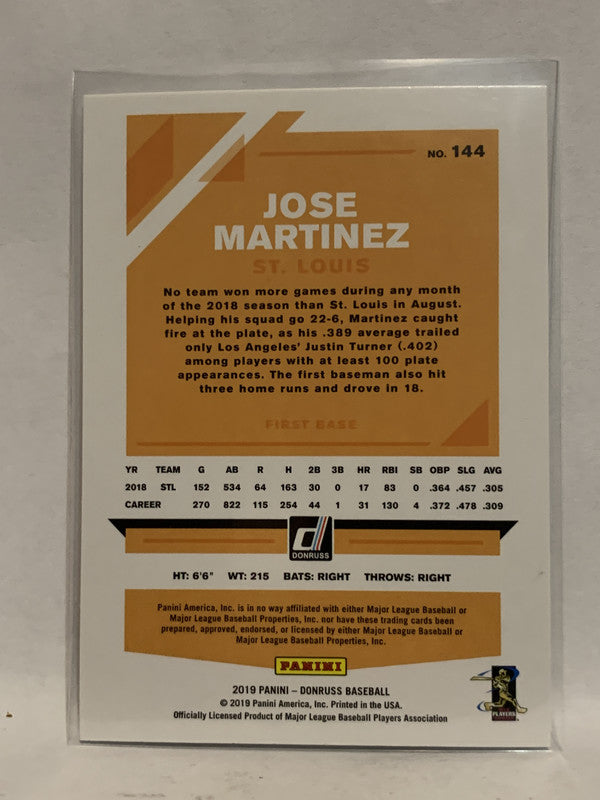 NO. 144
JOSE
MARTINEZ
ST. LOUIS
No team won more games during any month
of the 2018 season than St. Louis in August.
Helping his squad go 22-6, Martinez caught
fire at the plate, as his .389 average trailed
only Los Angeles' Justin Turner (.402)
among players with at least 100 plate
appearances. The first baseman also hit
three home runs and drove in 18.
FIRST BASE
YR TEAM G AB R H 2B 3B HR RBI SB OBP SLG AVG
2018 STL 152 534 64 163 30 0 17 83 0 .364 .457 .305
CAREER 270 822 115 254 44 1 31 130 4 .372 .478 .309
DONRUSS
HT: 6'6" WT: 215 BATS: RIGHT THROWS: RIGHT
Panini America, Inc. is in no way affiliated with either Major League Baseball or
Major League Baseball Properties, Inc. nor have these trading cards been
prepared, approved, endorsed, or licensed by either Major League Baseball or
Major League Baseball Properties, Inc.
PANINI
2019 PANINI – DONRUSS BASEBALL
© 2019 Panini America, Inc. Printed in the USA.
Officially Licensed Product of Major League Baseball Players Association
PLAYERS